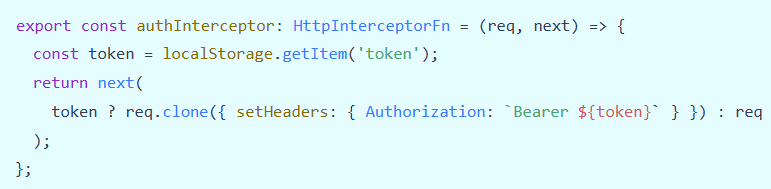 export const authInterceptor: HttpInterceptorFn = (req, next) => {
  const token = localStorage.getItem('token');
  return next(
    token ? req.clone({ setHeaders: { Authorization: `Bearer ${token}` } }) : req
  );
};